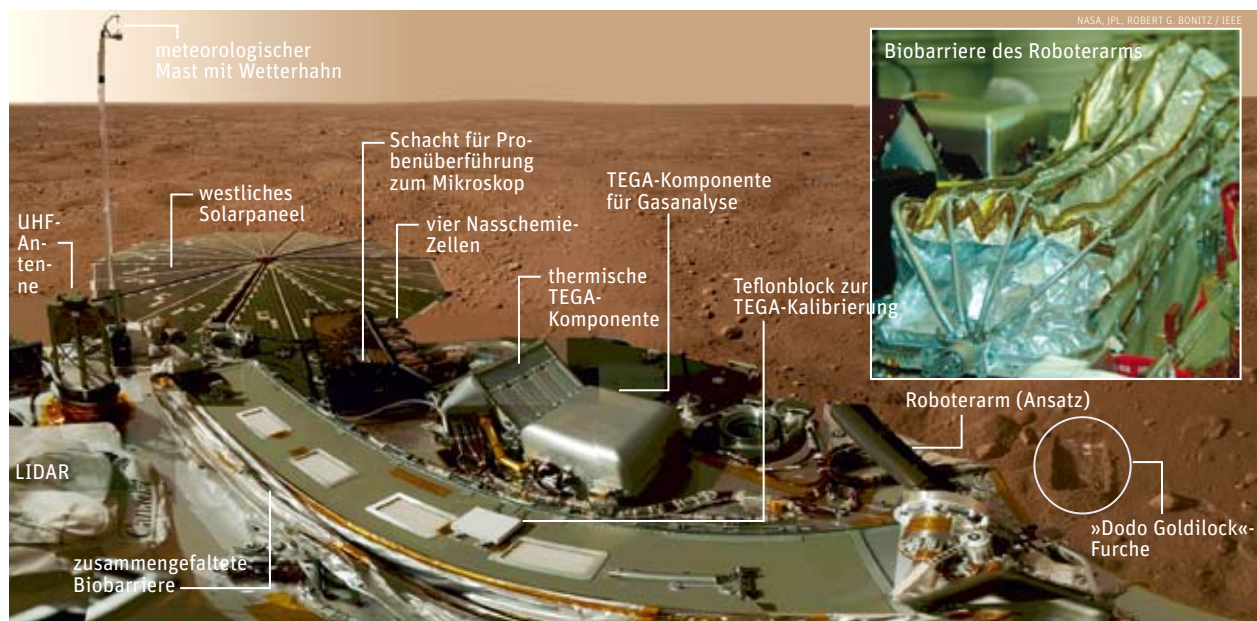 NASA, JPL, ROBERT G. BONITZ / IEEE
meteorologischer
Mast mit Wetterhahn
Biobarriere des Roboterarms
Schacht für Pro-
benüberführung
zum Mikroskop
TEGA-Komponente
für Gasanalyse
westliches
Solarpaneel
UHF-
An-
ten-
ne
vier Nasschemie-
Zellen
thermische
TEGA-
Komponente
Teflonblock zur
TEGA-Kalibrierung
Roboterarm (Ansatz)
LIDAR
»Dodo Goldilock«-
Furche
zusammengefaltete
Biobarriere